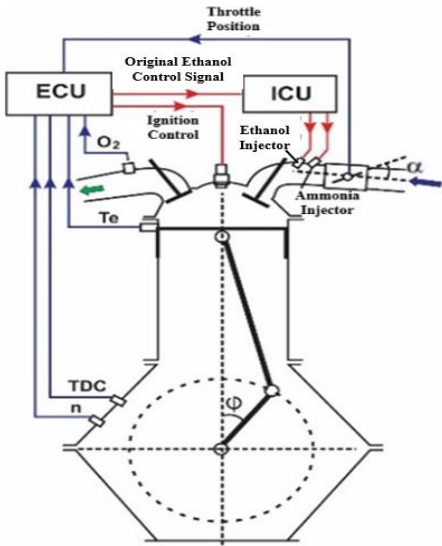 Throttle
Position
Original Ethanol
Control Signal
ECU
ICU
Ignition
Control
O2
Ethanol
Injector
α
Ammonia
Injector
Te
TDC
n
φ